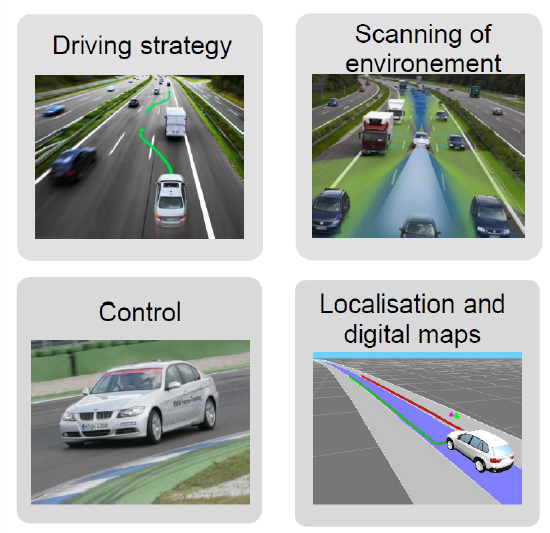 Driving strategy
Scanning of
environement
Control
Localisation and
digital maps